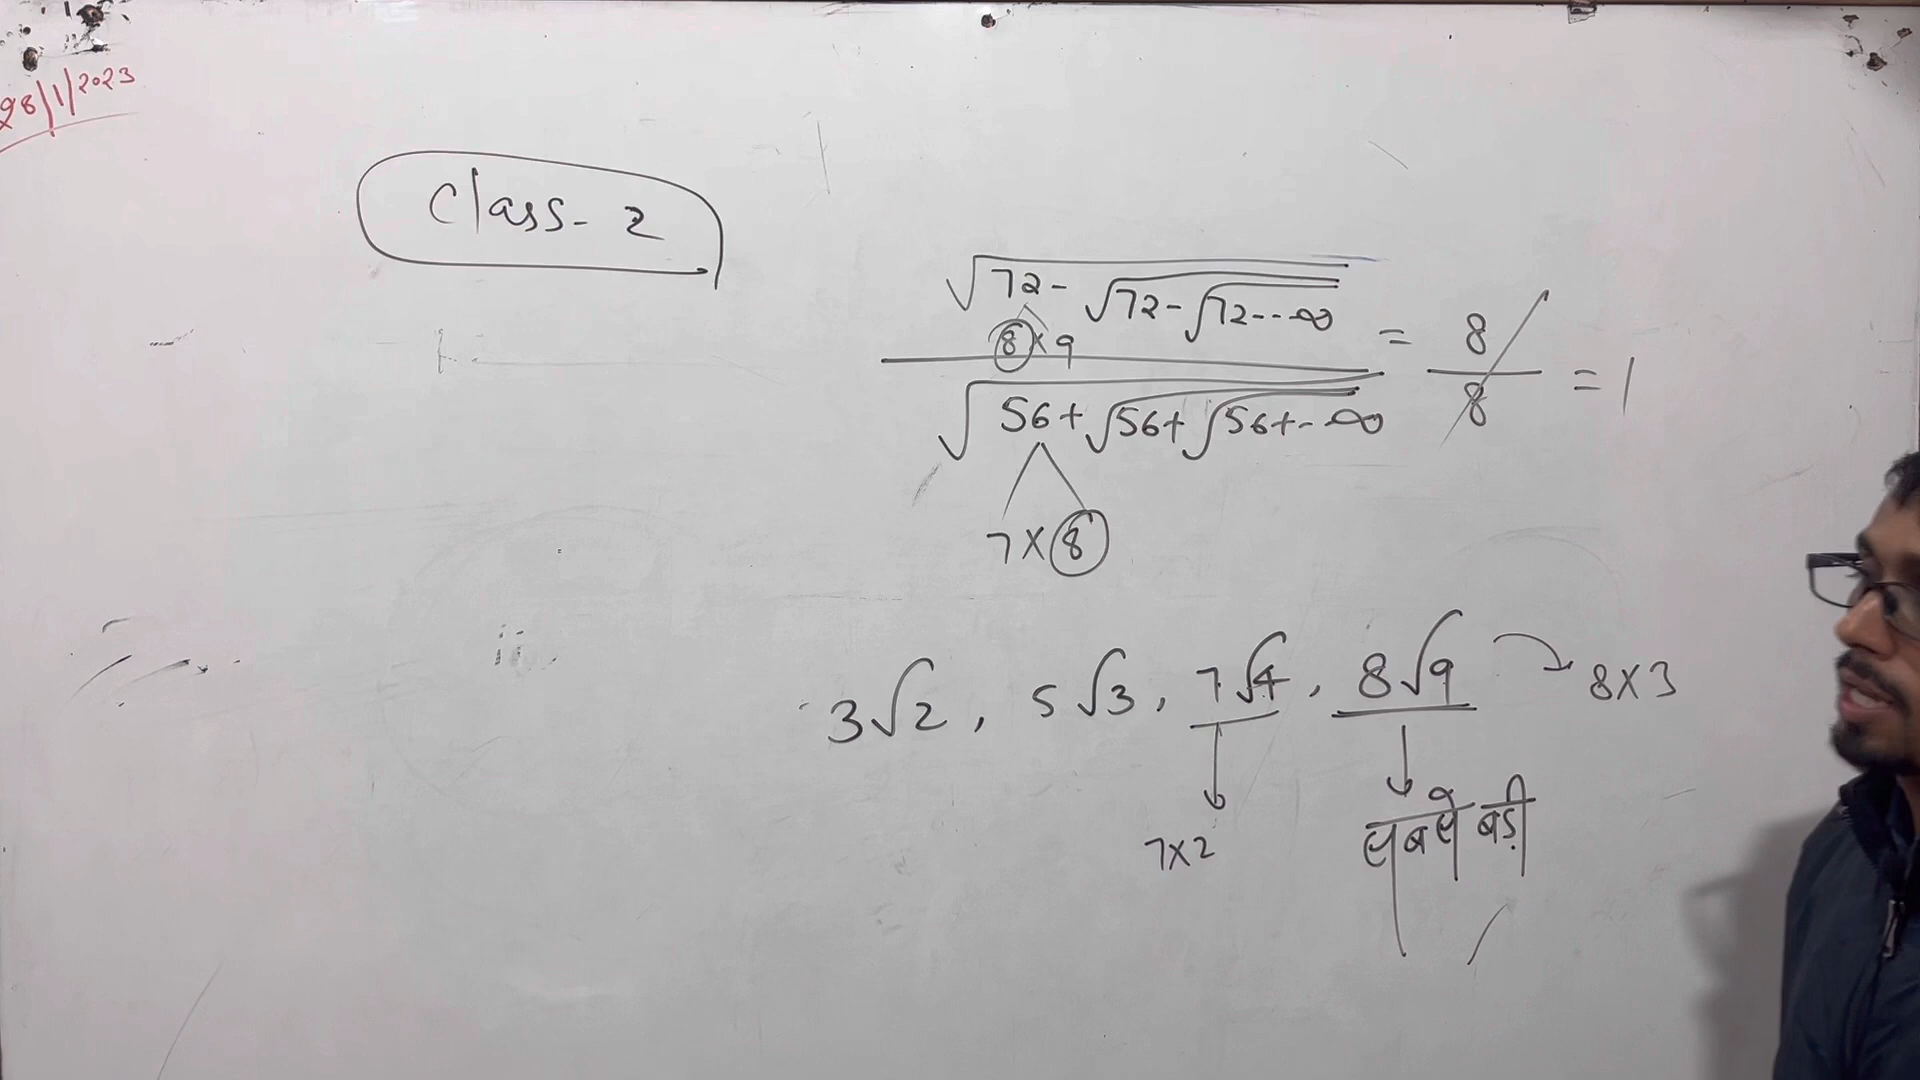 28/1/2023
Class- 2
√72-√72-√72--∞
8×9
√56+√56+√56+--∞
= 8/8 = 1
7×8
3√2, 5√3, 7√4, 8√9 → 8×3
7×2
सबसे बड़ी